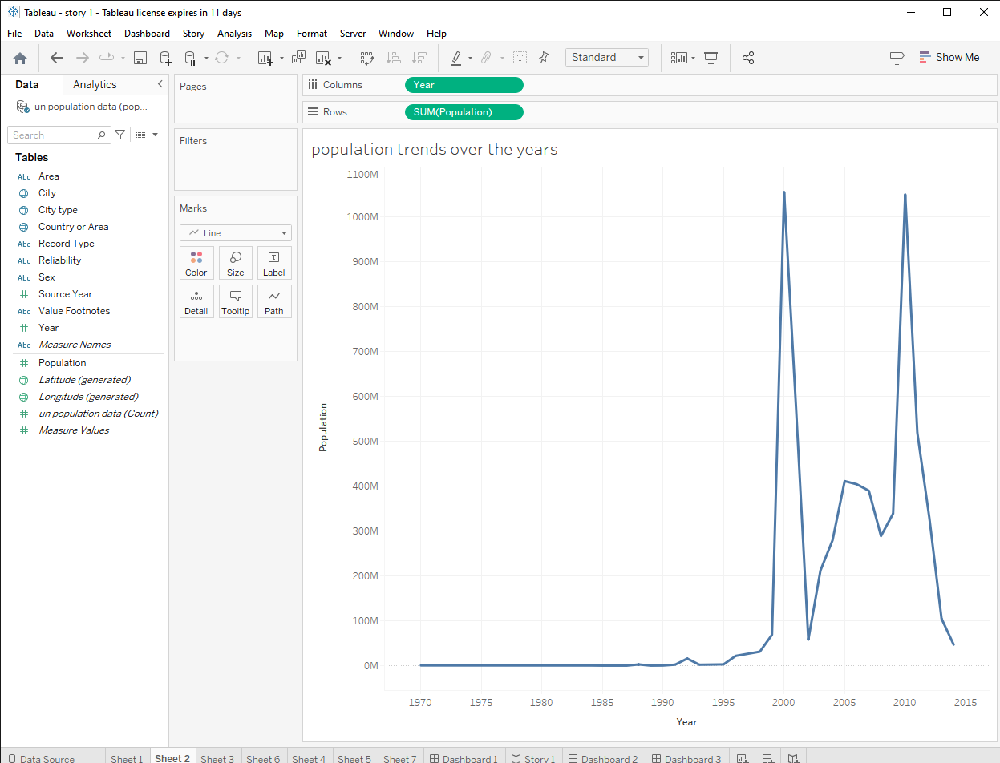 Tableau - story 1 - Tableau license expires in 11 days
File Data Worksheet Dashboard Story Analysis Map Format Server Window Help
Standard
Show Me
Data Analytics
un population data (pop...
Search
Tables
Abc Area
City
City type
Country or Area
Abc Record Type
Abc Reliability
Abc Sex
Source Year
Abc Value Footnotes
Year
Abc Measure Names
Population
Latitude (generated)
Longitude (generated)
un population data (Count)
Measure Values
Pages
Filters
Marks
Line
Color Size Label
Detail Tooltip Path
Columns Year
Rows SUM(Population)
population trends over the years
1100M
1000M
900M
800M
700M
600M
500M
400M
300M
200M
100M
0M
Population
1970 1975 1980 1985 1990 1995 2000 2005 2010 2015
Year
Data Source Sheet 1 Sheet 2 Sheet 3 Sheet 6 Sheet 4 Sheet 5 Sheet 7 Dashboard 1 Story 1 Dashboard 2 Dashboard 3